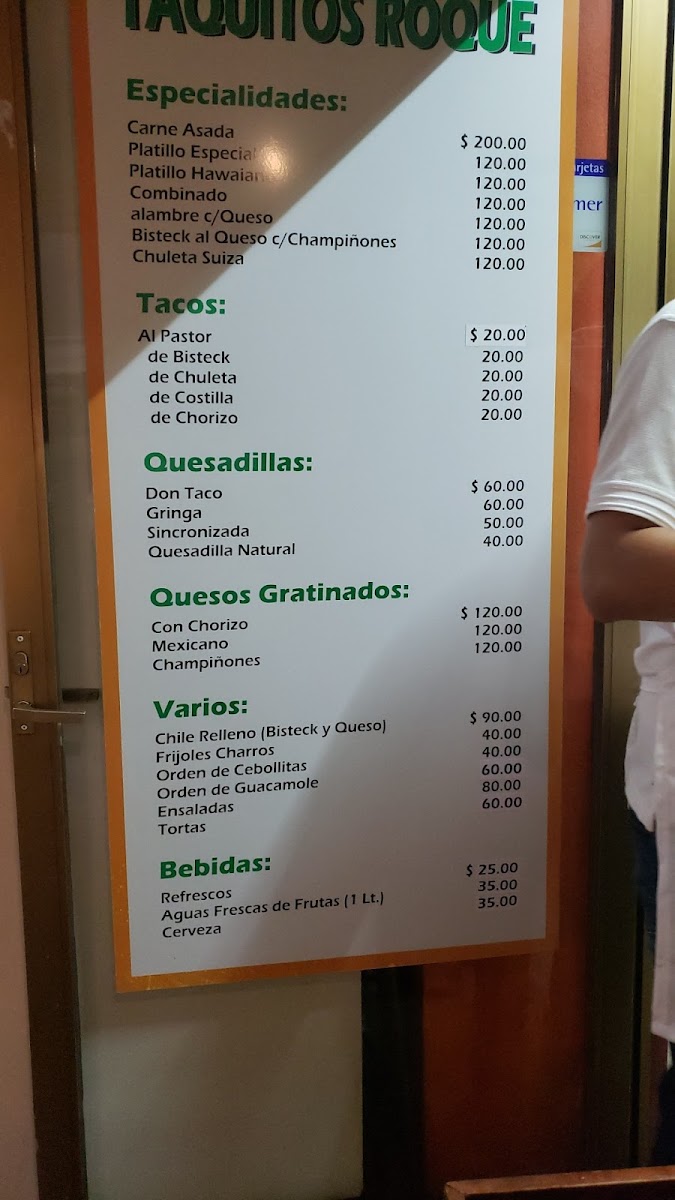 TAQUITOS ROQUE
Especialidades:
Carne Asada $ 200.00
Platillo Especial 120.00
Platillo Hawaiano 120.00
Combinado 120.00
alambre c/Queso 120.00
Bisteck al Queso c/Champiñones 120.00
Chuleta Suiza 120.00
Tacos:
Al Pastor $ 20.00
de Bisteck 20.00
de Chuleta 20.00
de Costilla 20.00
de Chorizo 20.00
Quesadillas:
Don Taco $ 60.00
Gringa 60.00
Sincronizada 50.00
Quesadilla Natural 40.00
Quesos Gratinados:
Con Chorizo $ 120.00
Mexicano 120.00
Champiñones 120.00
Varios:
Chile Relleno (Bisteck y Queso) $ 90.00
Frijoles Charros 40.00
Orden de Cebollitas 40.00
Orden de Guacamole 60.00
Ensaladas 80.00
Tortas 60.00
Bebidas:
Refrescos $ 25.00
Aguas Frescas de Frutas (1 Lt.) 35.00
Cerveza 35.00
rjetas
mer
DISCOVER